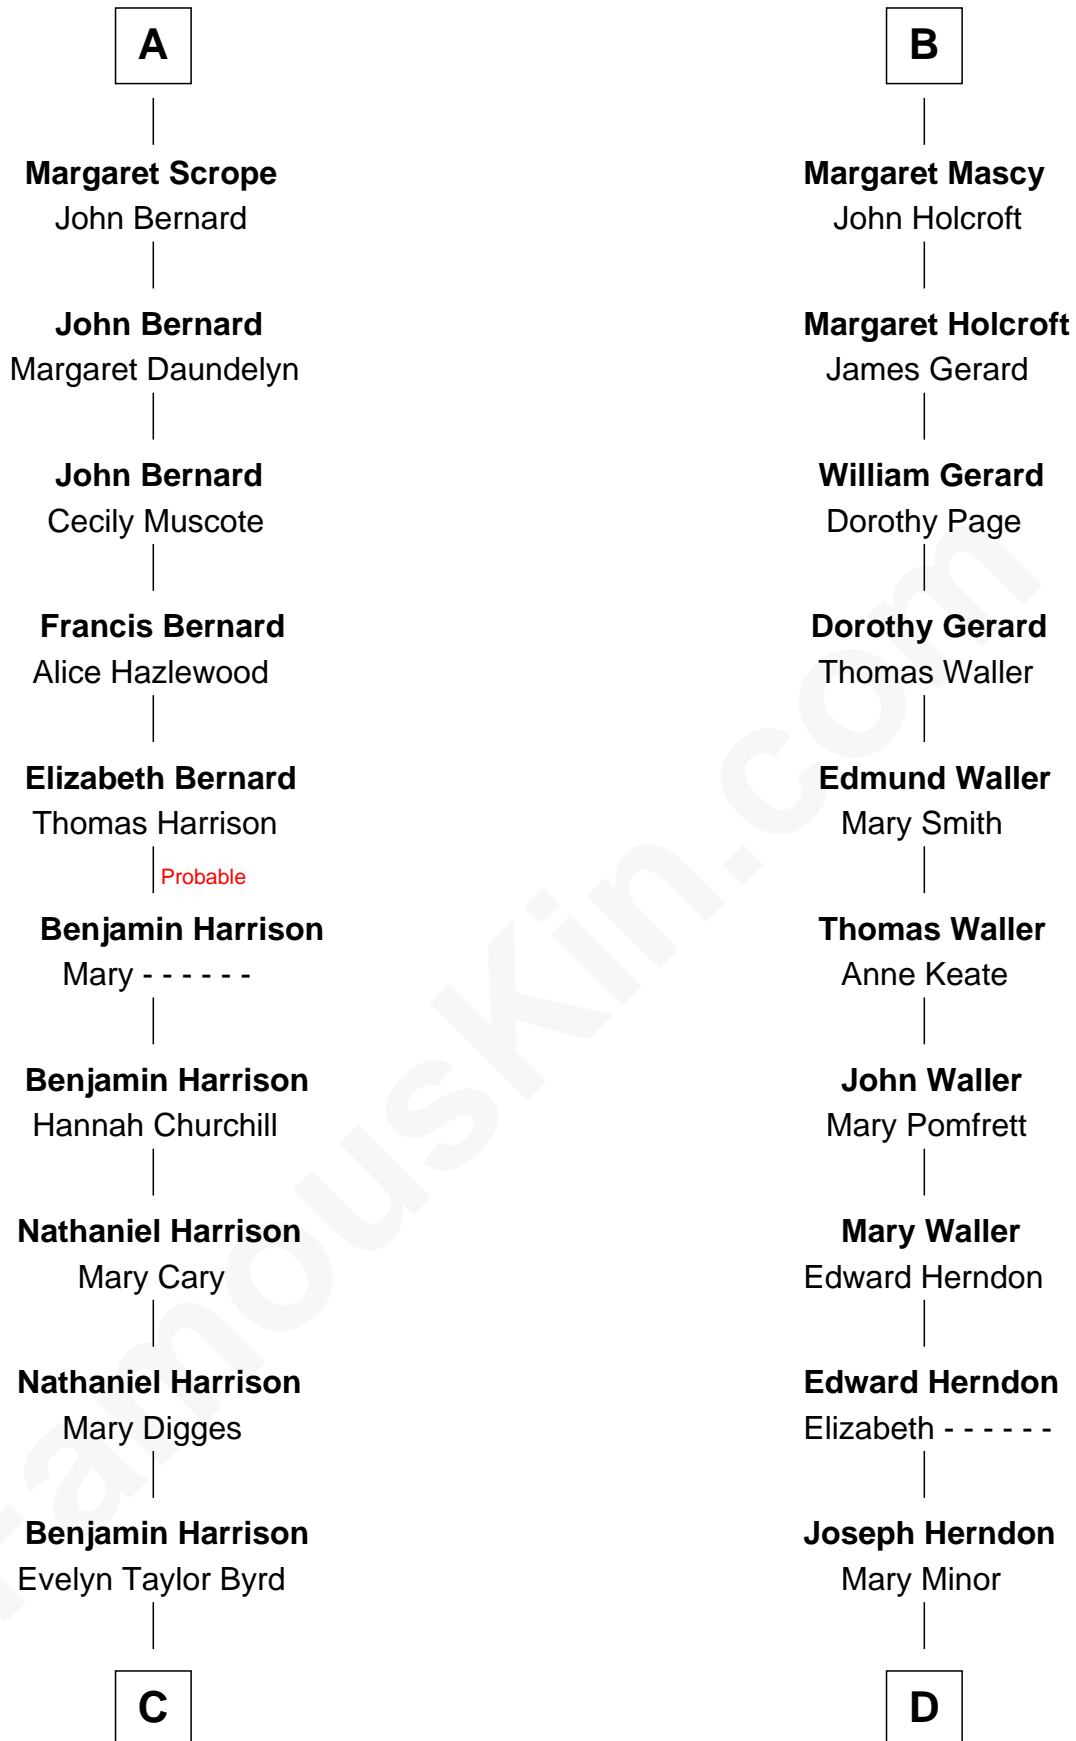 A
Margaret Scrope
John Bernard
John Bernard
Margaret Daundelyn
John Bernard
Cecily Muscote
Francis Bernard
Alice Hazlewood
Elizabeth Bernard
Thomas Harrison
Probable
Benjamin Harrison
Mary - - - - - -
Benjamin Harrison
Hannah Churchill
Nathaniel Harrison
Mary Cary
Nathaniel Harrison
Mary Digges
Benjamin Harrison
Evelyn Taylor Byrd
C
B
Margaret Mascy
John Holcroft
Margaret Holcroft
James Gerard
William Gerard
Dorothy Page
Dorothy Gerard
Thomas Waller
Edmund Waller
Mary Smith
Thomas Waller
Anne Keate
John Waller
Mary Pomfrett
Mary Waller
Edward Herndon
Edward Herndon
Elizabeth - - - - - -
Joseph Herndon
Mary Minor
D
FamousKin.com